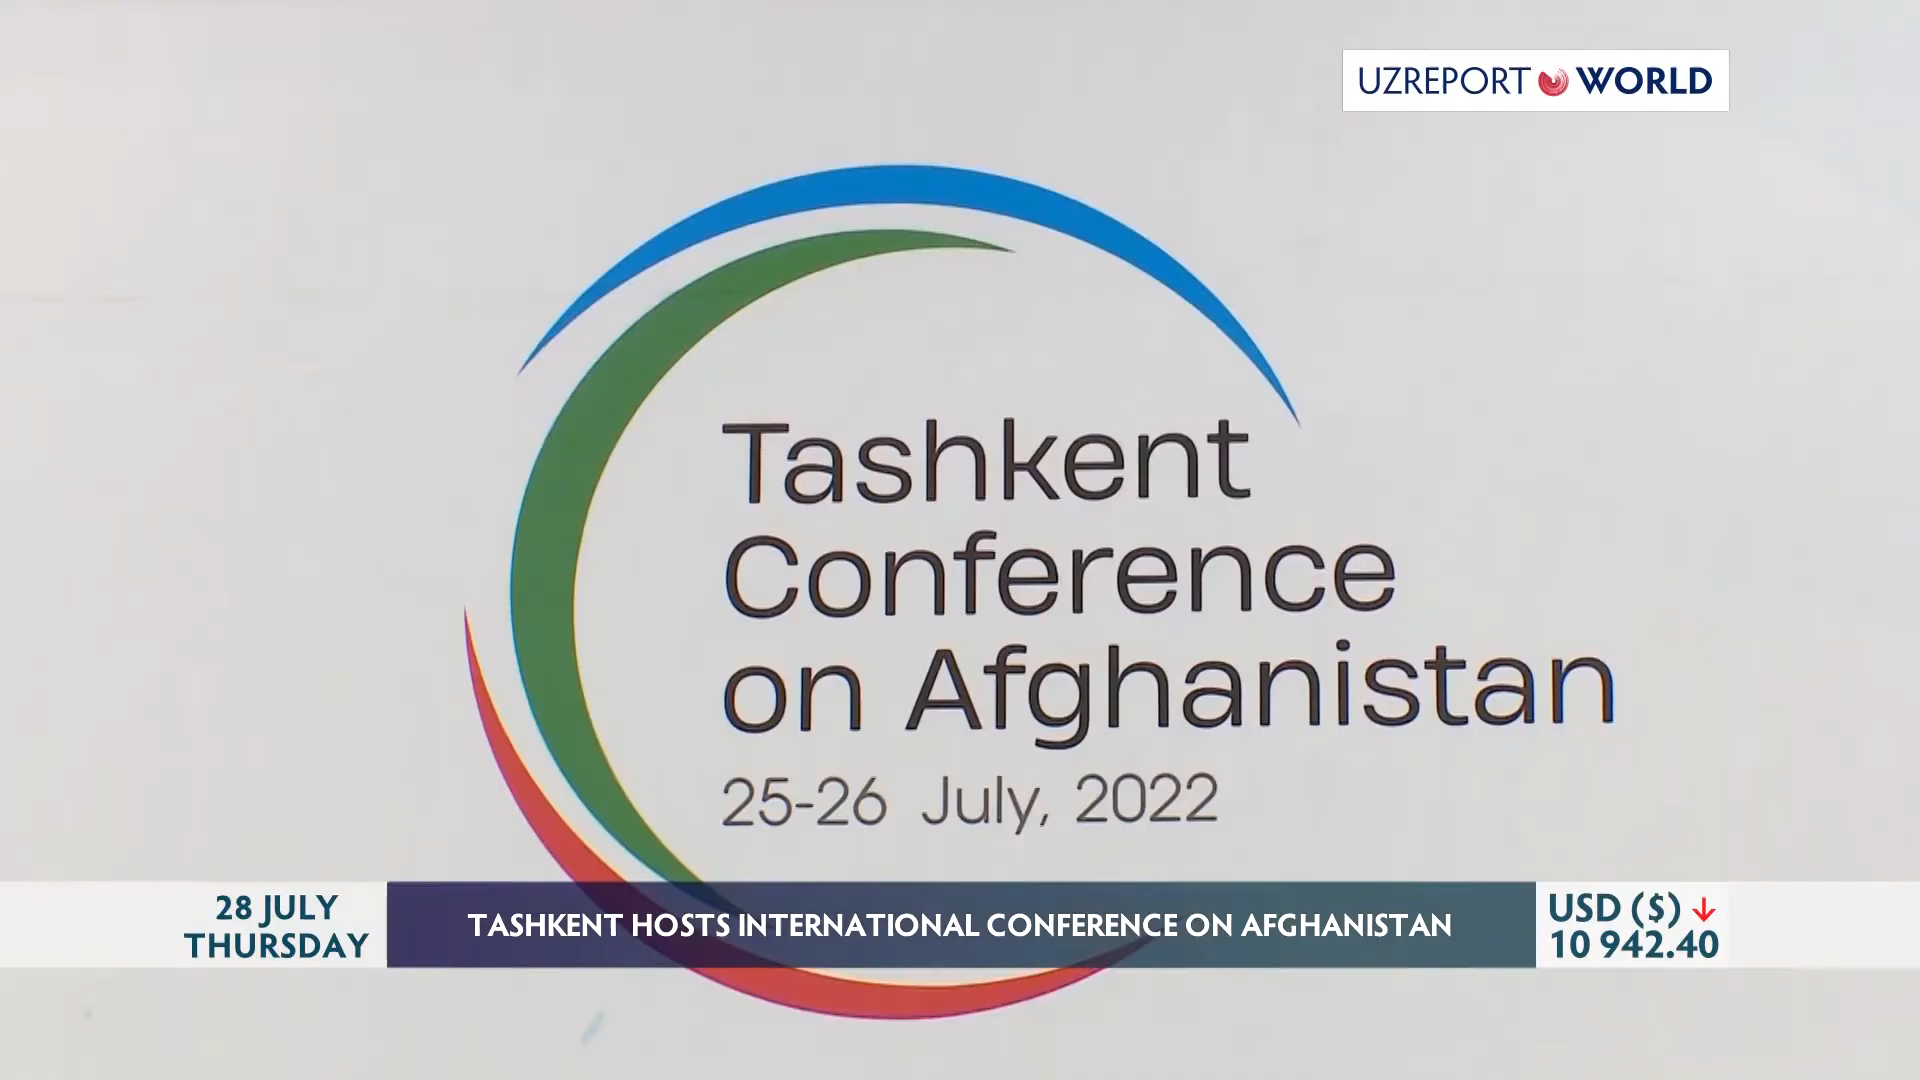 UZREPORT WORLD
Tashkent
Conference
on Afghanistan
25-26 July, 2022
28 JULY
THURSDAY
TASHKENT HOSTS INTERNATIONAL CONFERENCE ON AFGHANISTAN
USD ($) ↓
10 942.40